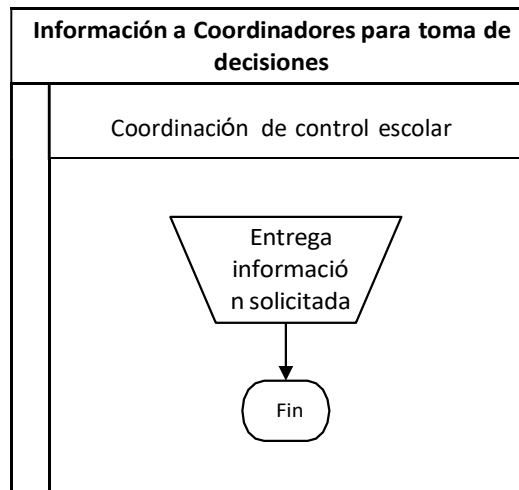 Información a Coordinadores para toma de
decisiones
Coordinación de control escolar
Entrega
informació
n solicitada
Fin